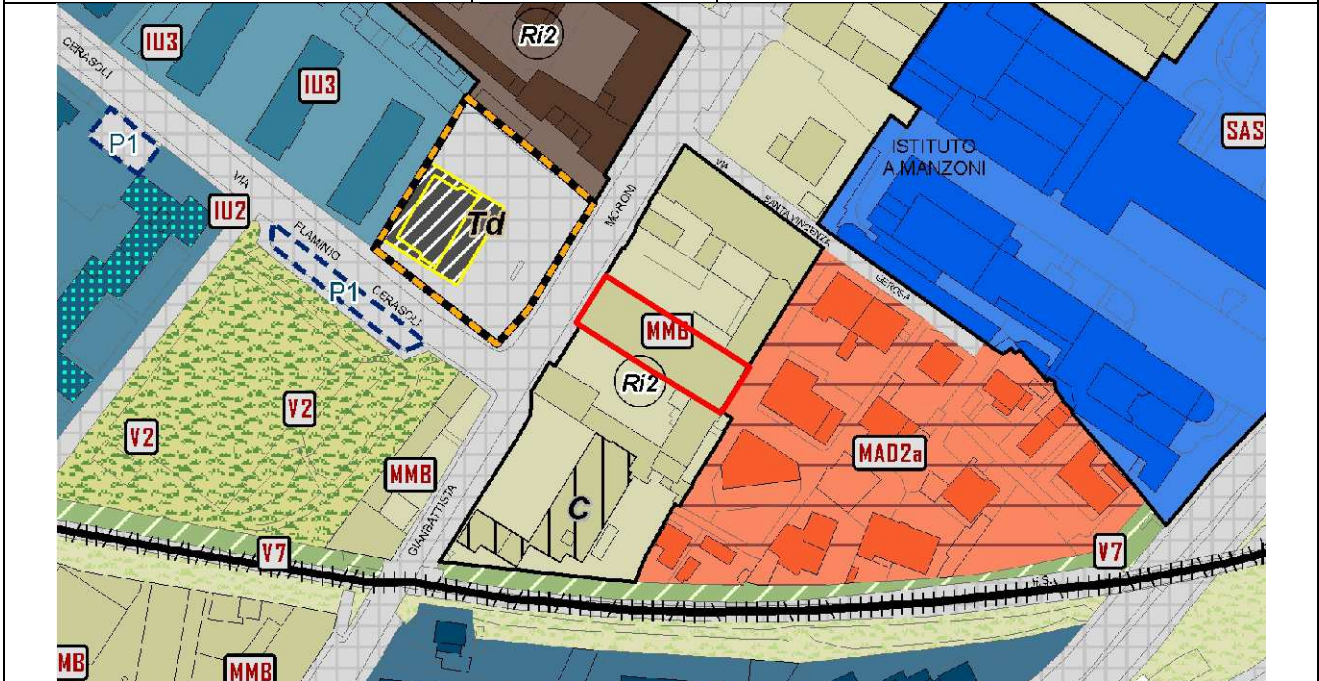 Ri2
IU3
CERASOLI
IU3
SAS
P1
ISTITUTO
A.MANZONI
VIA
VIA
IU2
Td
MORONI
SANTA VINCENZA
FLAMINIO
GEROSA
P1
CERASOLI
MMB
Ri2
V2
V2
MAD2a
MMB
C
GIANBATTISTA
V7
V7
F.S.
MB
MMB